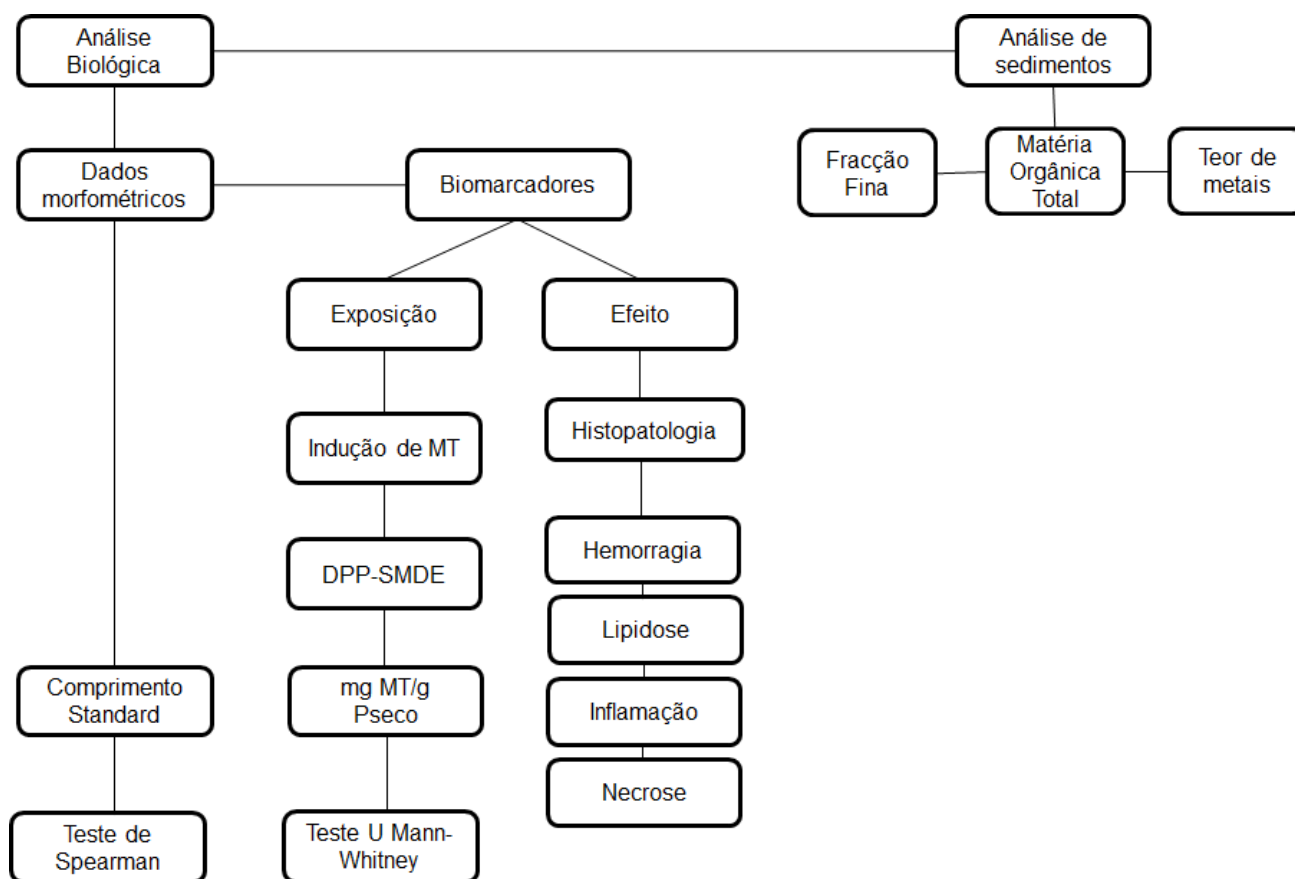 Análise
Biológica
Análise de
sedimentos
Dados
morfométricos
Biomarcadores
Fracção
Fina
Matéria
Orgânica
Total
Teor de
metais
Exposição
Efeito
Indução de MT
Histopatologia
DPP-SMDE
Hemorragia
Lipidose
Comprimento
Standard
mg MT/g
Pseco
Inflamação
Necrose
Teste de
Spearman
Teste U Mann-
Whitney